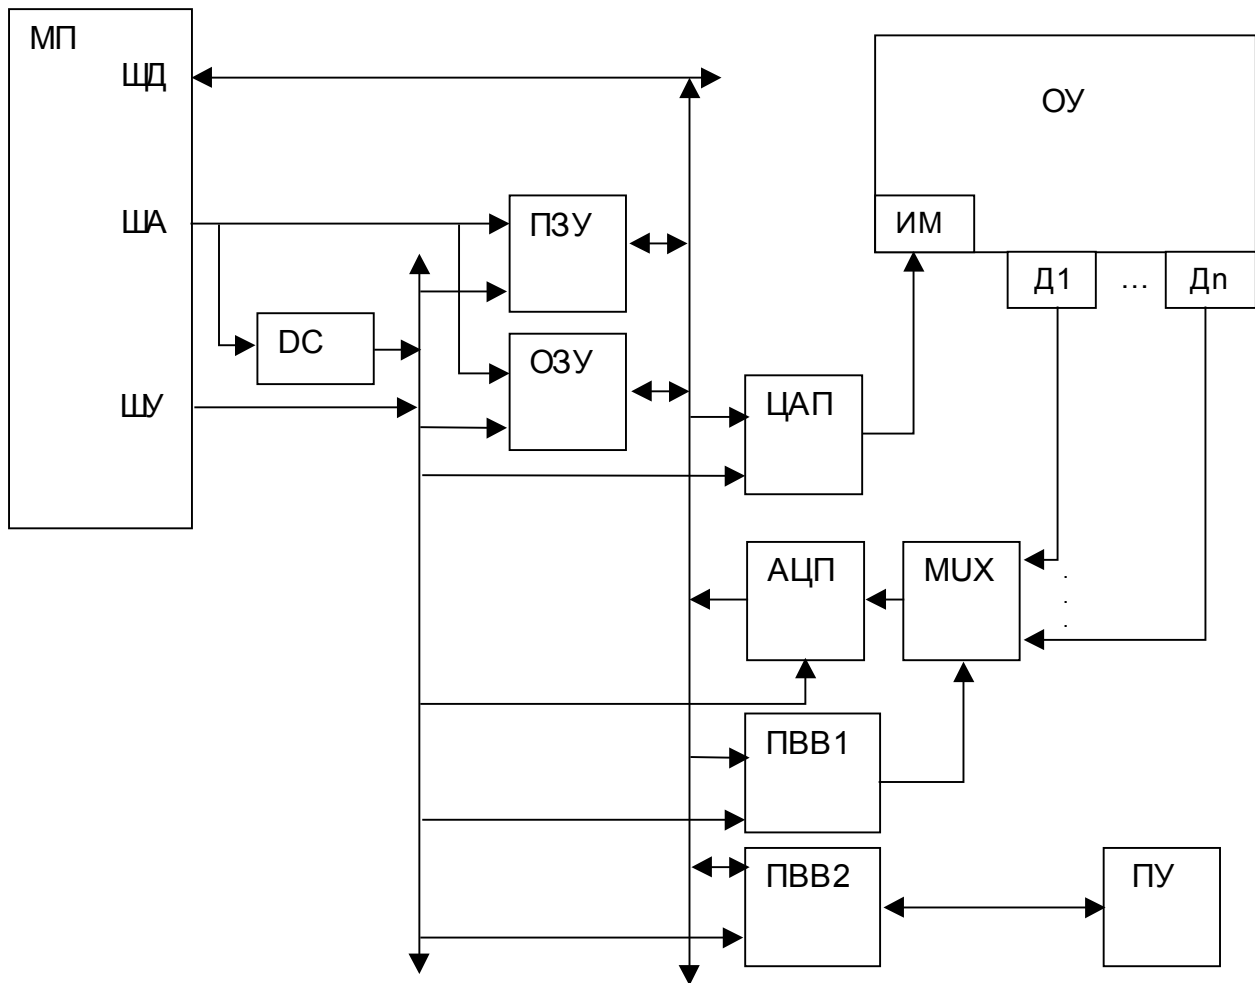 МП
ШД
ША
ШУ
DC
ПЗУ
ОЗУ
ОУ
ИМ
Д1
...
Дn
ЦАП
АЦП
MUX
.
.
.
ПВВ1
ПВВ2
ПУ